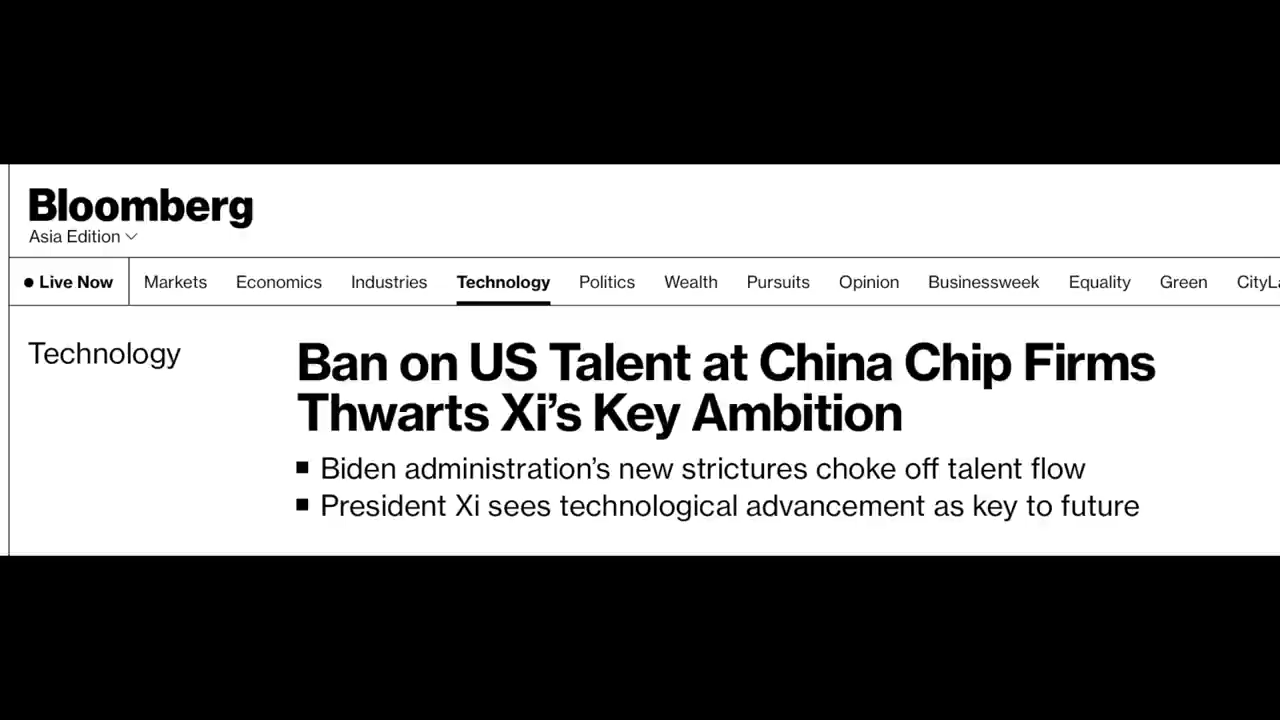 Bloomberg
Asia Edition
Live Now Markets Economics Industries Technology Politics Wealth Pursuits Opinion Businessweek Equality Green
Technology
Ban on US Talent at China Chip Firms
Thwarts Xi’s Key Ambition
Biden administration’s new strictures choke off talent flow
President Xi sees technological advancement as key to future